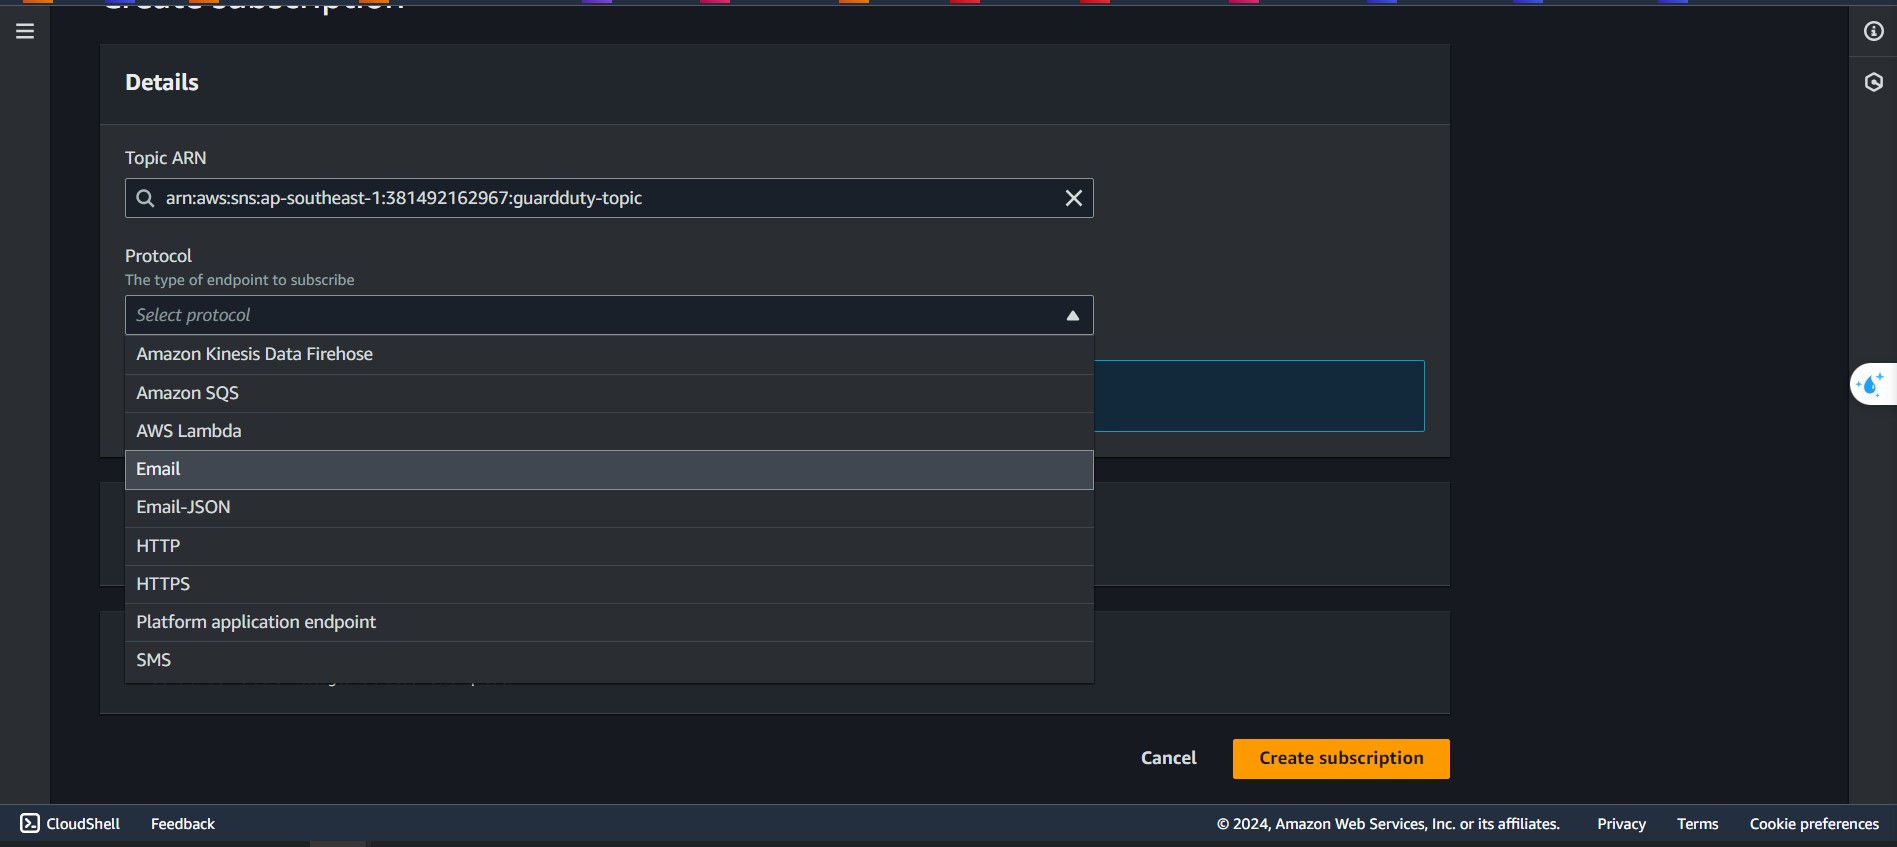 Create subscription
Details
Topic ARN
arn:aws:sns:ap-southeast-1:381492162967:guardduty-topic
Protocol
The type of endpoint to subscribe
Select protocol
Amazon Kinesis Data Firehose
Amazon SQS
AWS Lambda
Email
Email-JSON
HTTP
HTTPS
Platform application endpoint
SMS
Cancel
Create subscription
CloudShell
Feedback
© 2024, Amazon Web Services, Inc. or its affiliates.
Privacy
Terms
Cookie preferences